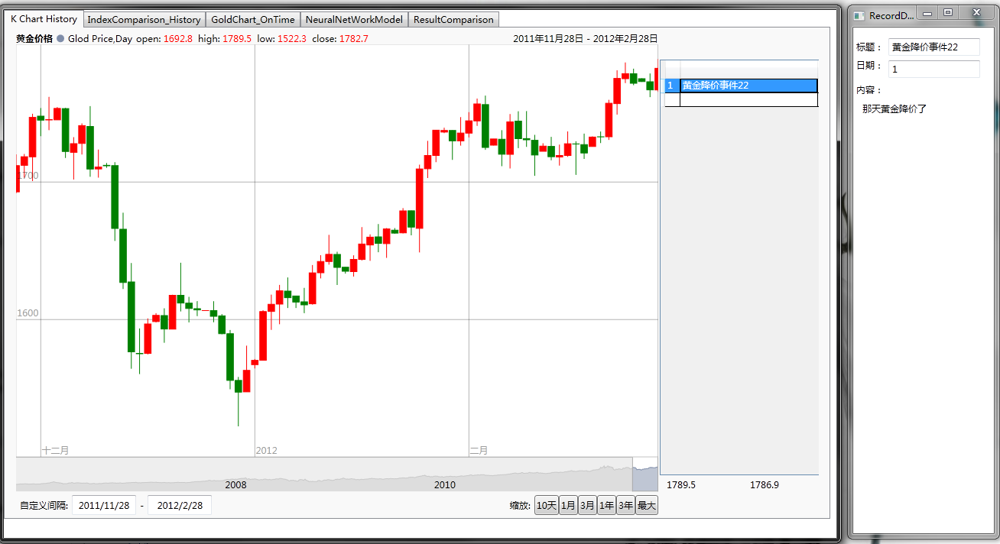 K Chart History IndexComparison_History GoldChart_OnTime NeuralNetWorkModel ResultComparison
黄金价格 Glod Price,Day open: 1692.8 high: 1789.5 low: 1522.3 close: 1782.7 2011年11月28日 - 2012年2月28日
1 黄金降价事件22
1700
1600
十二月 2012 二月
2008 2010
1789.5 1786.9
自定义间隔: 2011/11/28 - 2012/2/28 缩放: 10天 1月 3月 1年 3年 最大
RecordD...
标题： 黄金降价事件22
日期： 1
内容：
那天黄金降价了